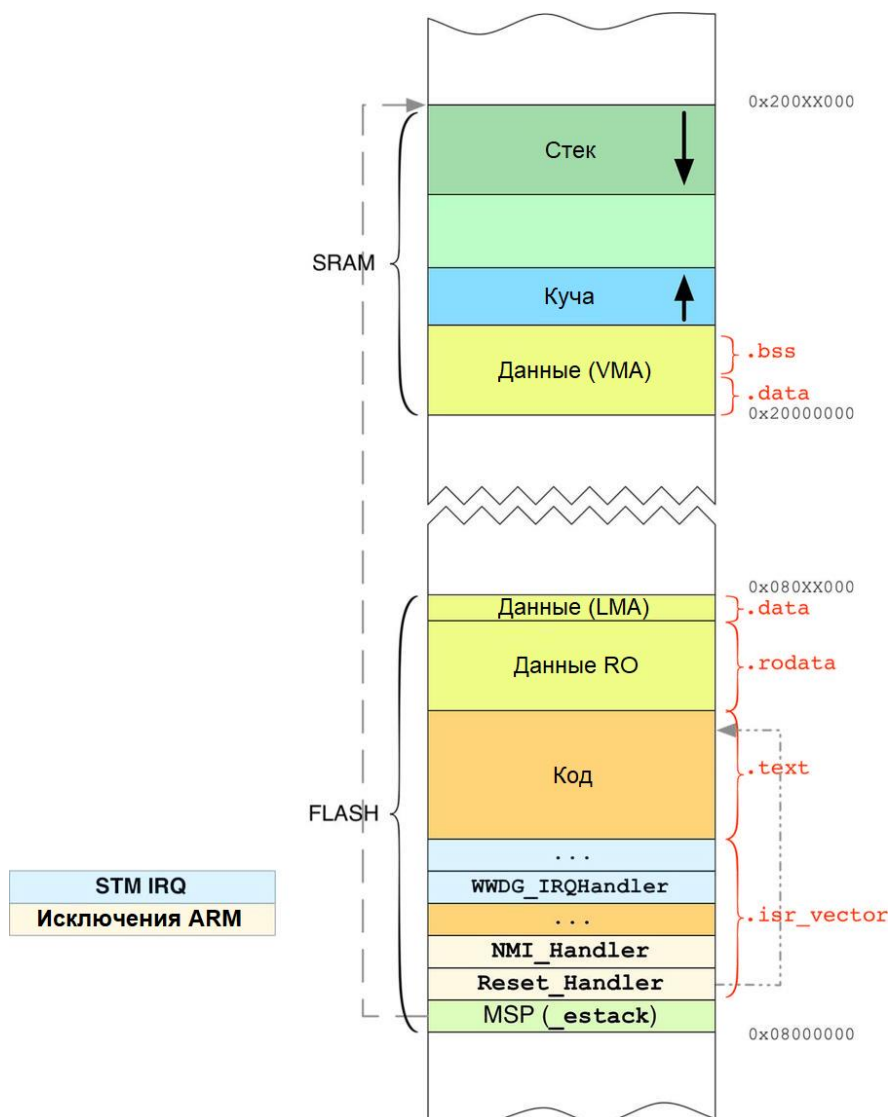 0x200XX000
Стек
SRAM
Куча
.bss
Данные (VMA)
.data
0x20000000
0x080XX000
Данные (LMA)
.data
Данные RO
.rodata
Код
.text
FLASH
...
STM IRQ
WWDG_IRQHandler
Исключения ARM
...
.isr_vector
NMI_Handler
Reset_Handler
MSP (_estack)
0x08000000